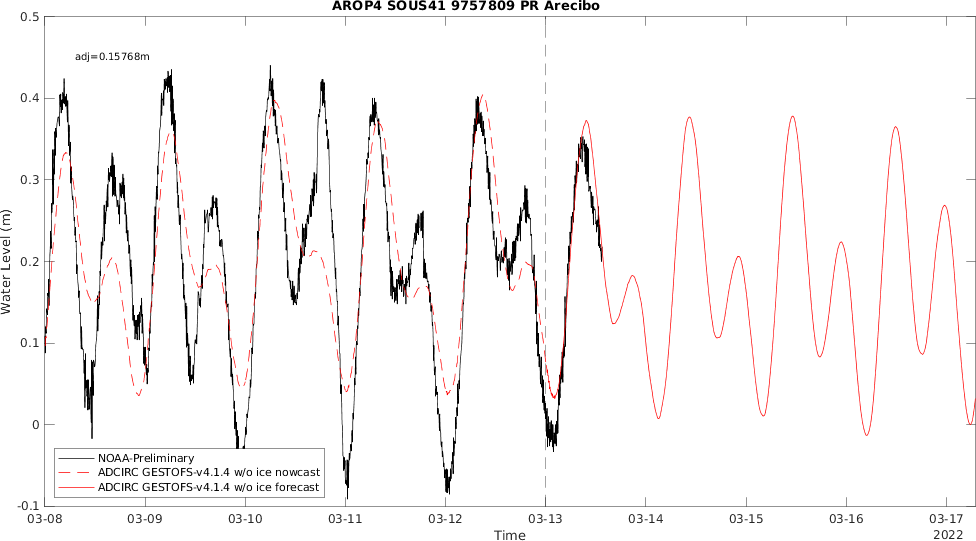 AROP4 SOUS41 9757809 PR Arecibo
0.5
adj=0.15768m
0.4
0.3
0.2
0.1
0
-0.1
Water Level (m)
NOAA-Preliminary
ADCIRC GESTOFS-v4.1.4 w/o ice nowcast
ADCIRC GESTOFS-v4.1.4 w/o ice forecast
03-08 03-09 03-10 03-11 03-12 03-13 03-14 03-15 03-16 03-17
Time
2022